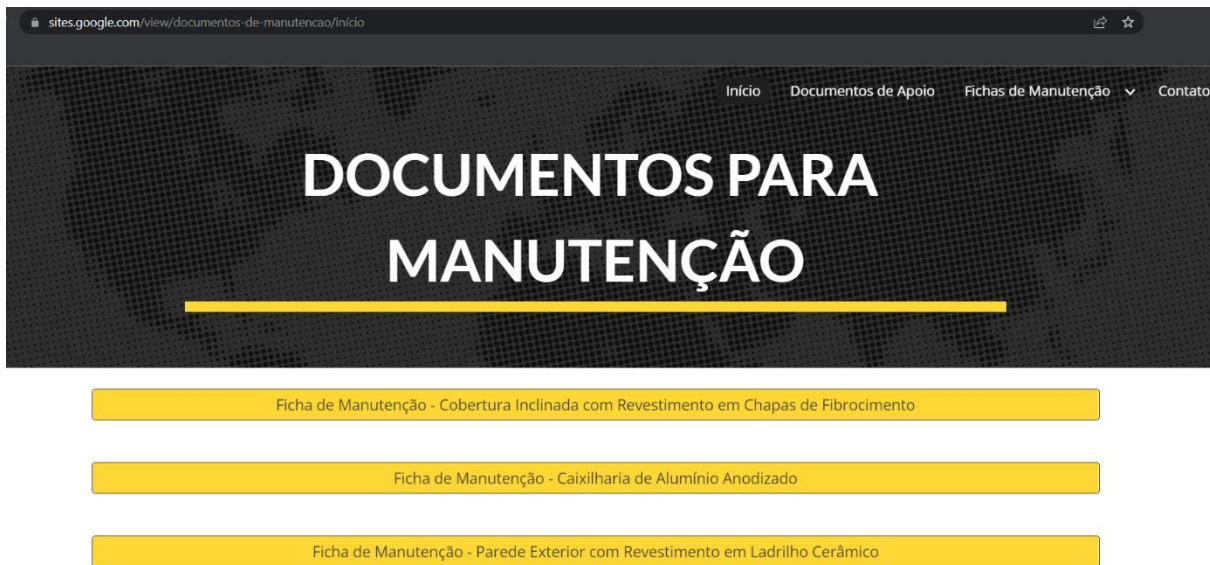 sites.google.com/view/documentos-de-manutencao/início
Início Documentos de Apoio Fichas de Manutenção Contato
DOCUMENTOS PARA
MANUTENÇÃO
Ficha de Manutenção - Cobertura Inclinada com Revestimento em Chapas de Fibrocimento
Ficha de Manutenção - Caixilharia de Alumínio Anodizado
Ficha de Manutenção - Parede Exterior com Revestimento em Ladrilho Cerâmico